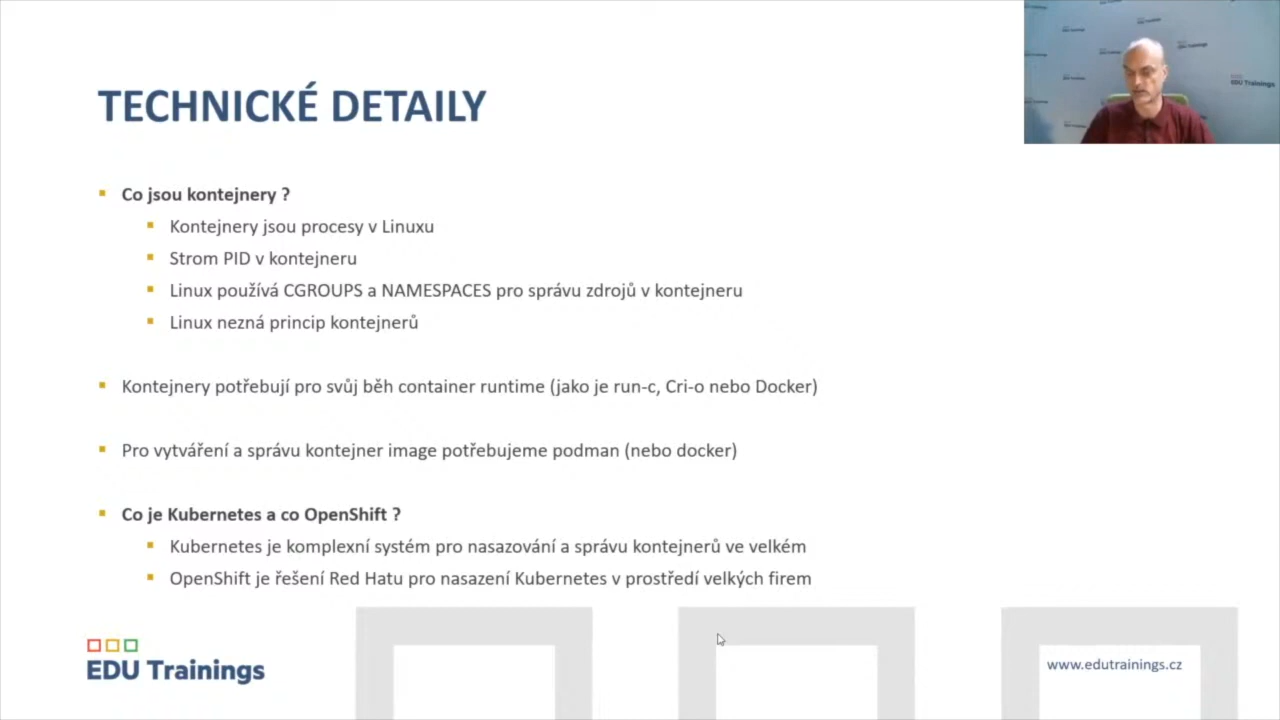 TECHNICKÉ DETAILY
EDU Trainings
Co jsou kontejnery ?
Kontejnery jsou procesy v Linuxu
Strom PID v kontejneru
Linux používá CGROUPS a NAMESPACES pro správu zdrojů v kontejneru
Linux nezná princip kontejnerů
Kontejnery potřebují pro svůj běh container runtime (jako je run-c, Cri-o nebo Docker)
Pro vytváření a správu kontejner image potřebujeme podman (nebo docker)
Co je Kubernetes a co OpenShift ?
Kubernetes je komplexní systém pro nasazování a správu kontejnerů ve velkém
OpenShift je řešení Red Hatu pro nasazení Kubernetes v prostředí velkých firem
EDU Trainings
www.edutrainings.cz